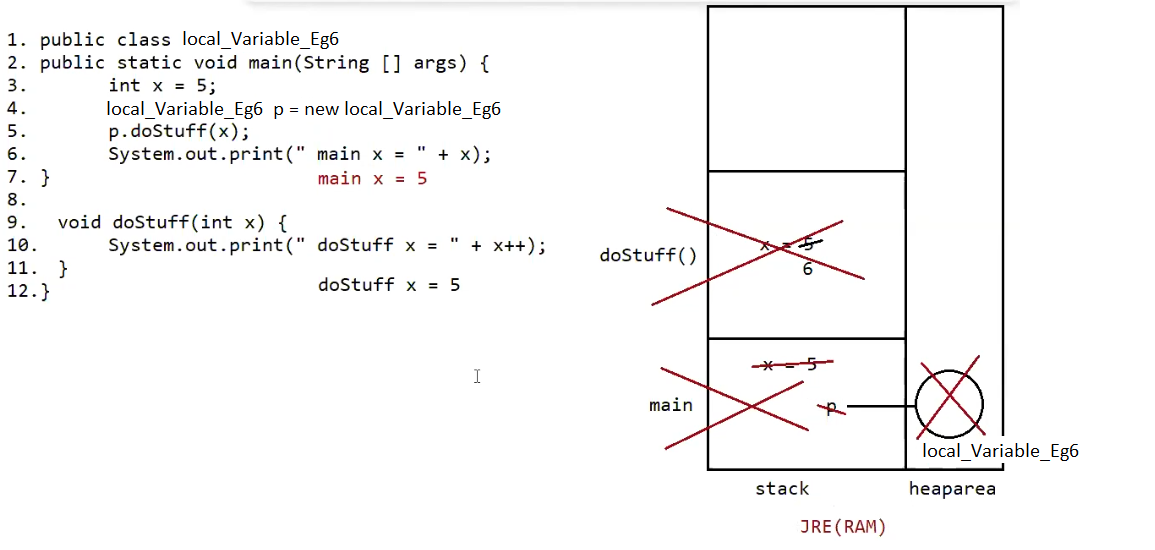 1. public class local_Variable_Eg6
2. public static void main(String [] args) {
3. int x = 5;
4. local_Variable_Eg6 p = new local_Variable_Eg6
5. p.doStuff(x);
6. System.out.print(" main x = " + x);
7. }
main x = 5
8.
9. void doStuff(int x) {
10. System.out.print(" doStuff x = " + x++);
11. }
12.}
doStuff x = 5
doStuff()
x = 5
6
main
x = 5
p
local_Variable_Eg6
stack
heaparea
JRE(RAM)